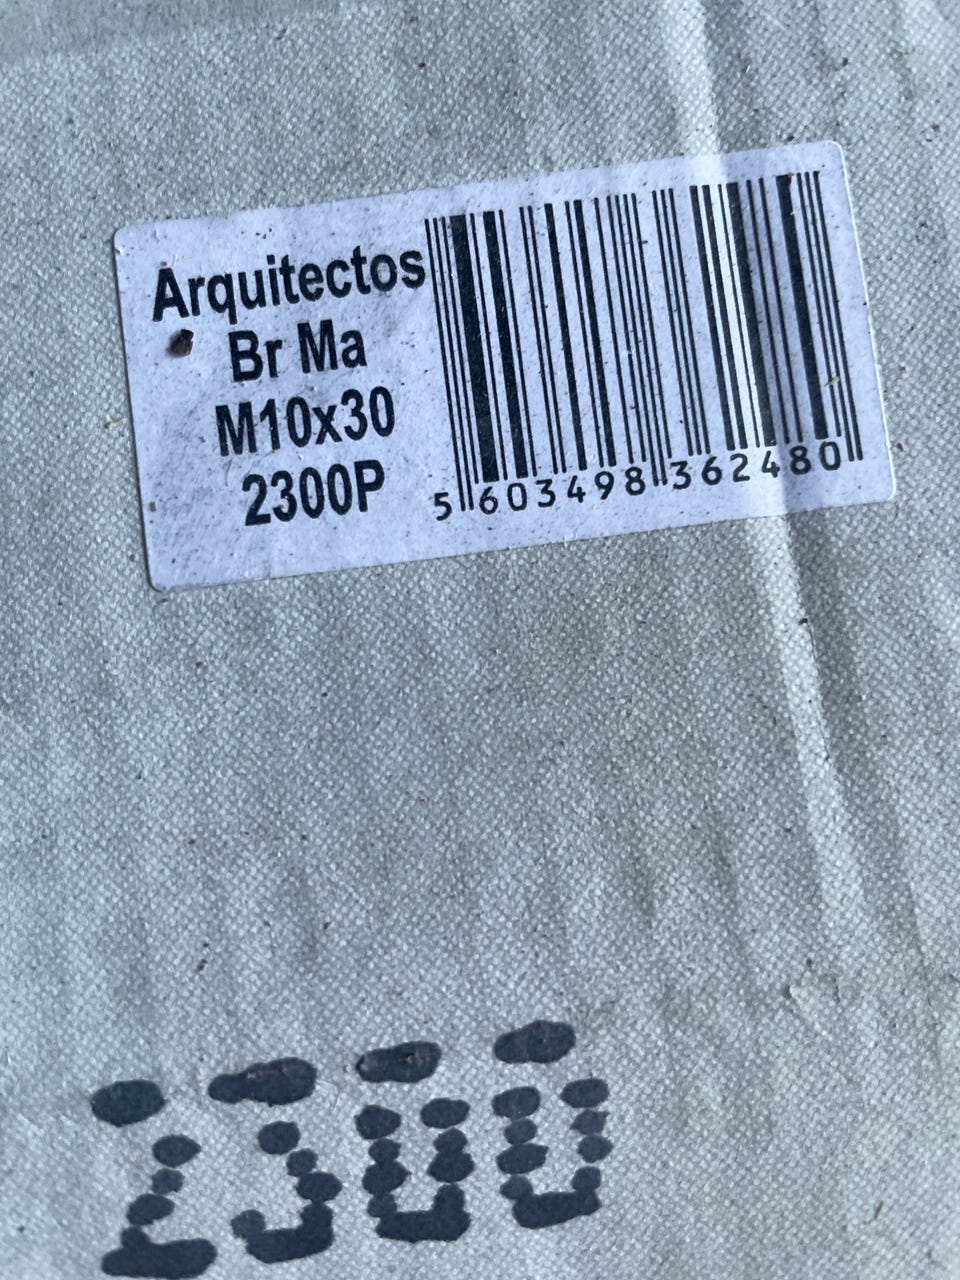 Arquitectos
Br Ma
M10x30
2300P
5 603498 362480
2300